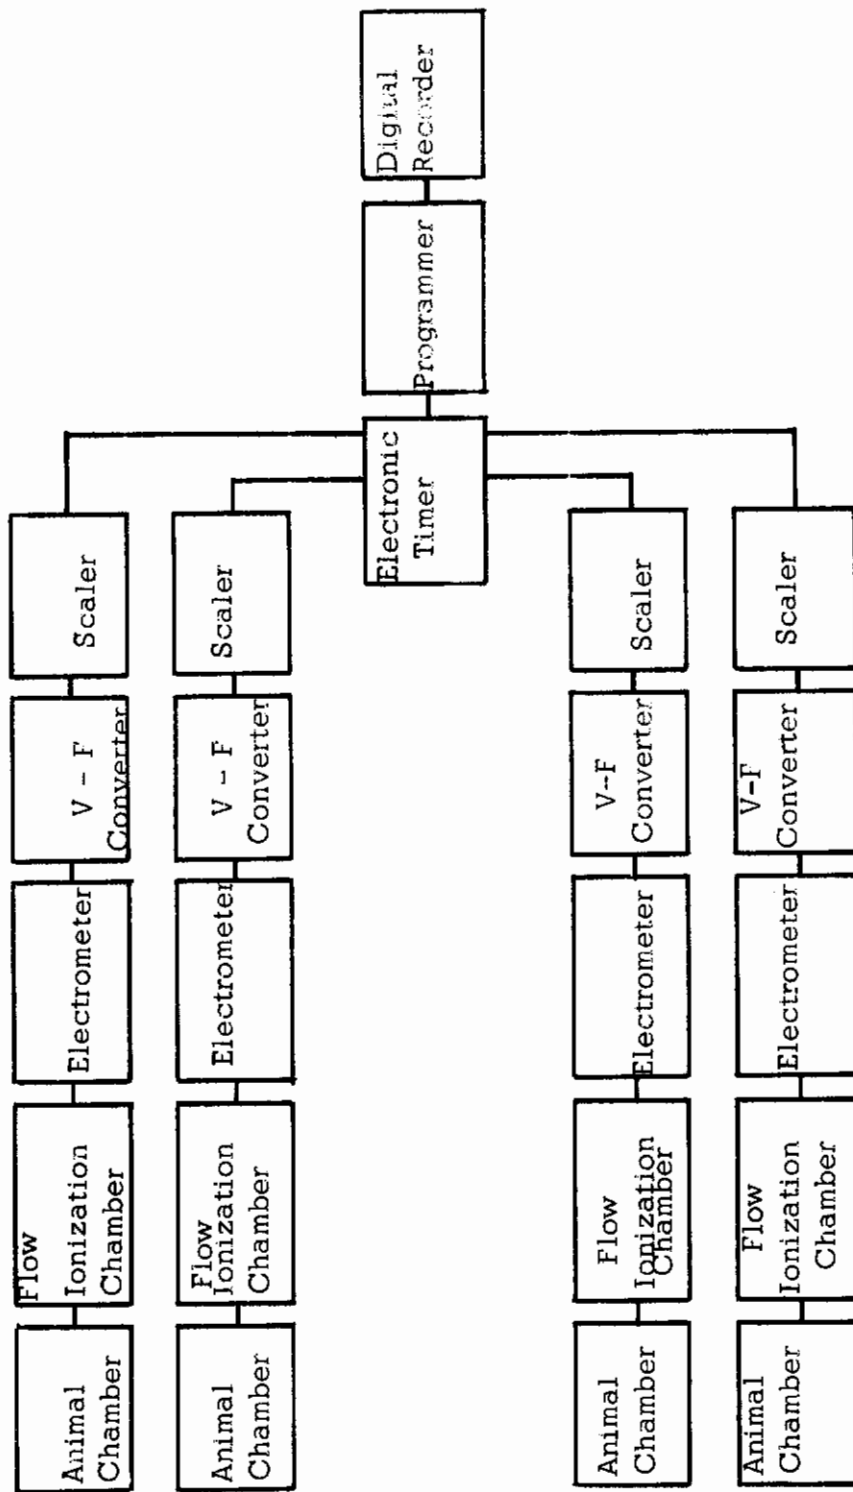 Animal
Chamber
Flow
Ionization
Chamber
Electrometer
V - F
Converter
Scaler
Animal
Chamber
Flow
Ionization
Chamber
Electrometer
V - F
Converter
Scaler
Electronic
Timer
Programmer
Digital
Recorder
Animal
Chamber
Flow
Ionization
Chamber
Electrometer
V-F
Converter
Scaler
Animal
Chamber
Flow
Ionization
Chamber
Electrometer
V-F
Converter
Scaler